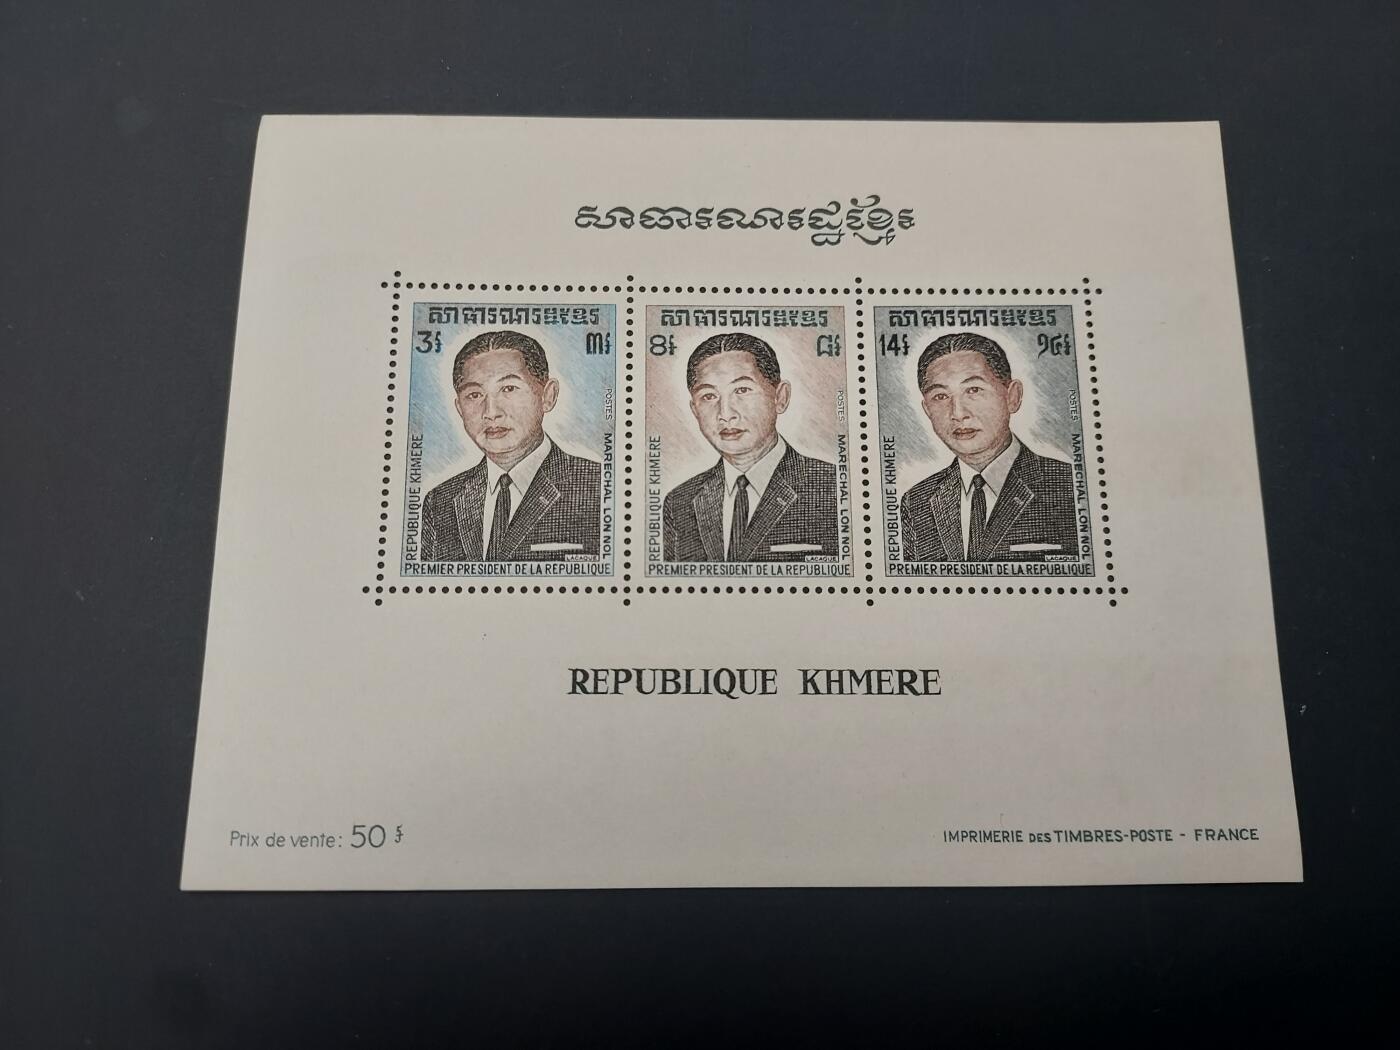 សាធារណរដ្ឋខ្មែរ
សាធារណរដ្ឋខ្មែរ
3៛ ៣៛
POSTES
REPUBLIQUE KHMERE
MARECHAL LON NOL
LACAQUE
PREMIER PRESIDENT DE LA REPUBLIQUE
សាធារណរដ្ឋខ្មែរ
8៛ ៨៛
POSTES
REPUBLIQUE KHMERE
MARECHAL LON NOL
LACAQUE
PREMIER PRESIDENT DE LA REPUBLIQUE
សាធារណរដ្ឋខ្មែរ
14៛ ១៤៛
POSTES
REPUBLIQUE KHMERE
MARECHAL LON NOL
LACAQUE
PREMIER PRESIDENT DE LA REPUBLIQUE
REPUBLIQUE KHMERE
Prix de vente: 50 ៛
IMPRIMERIE DES TIMBRES-POSTE - FRANCE